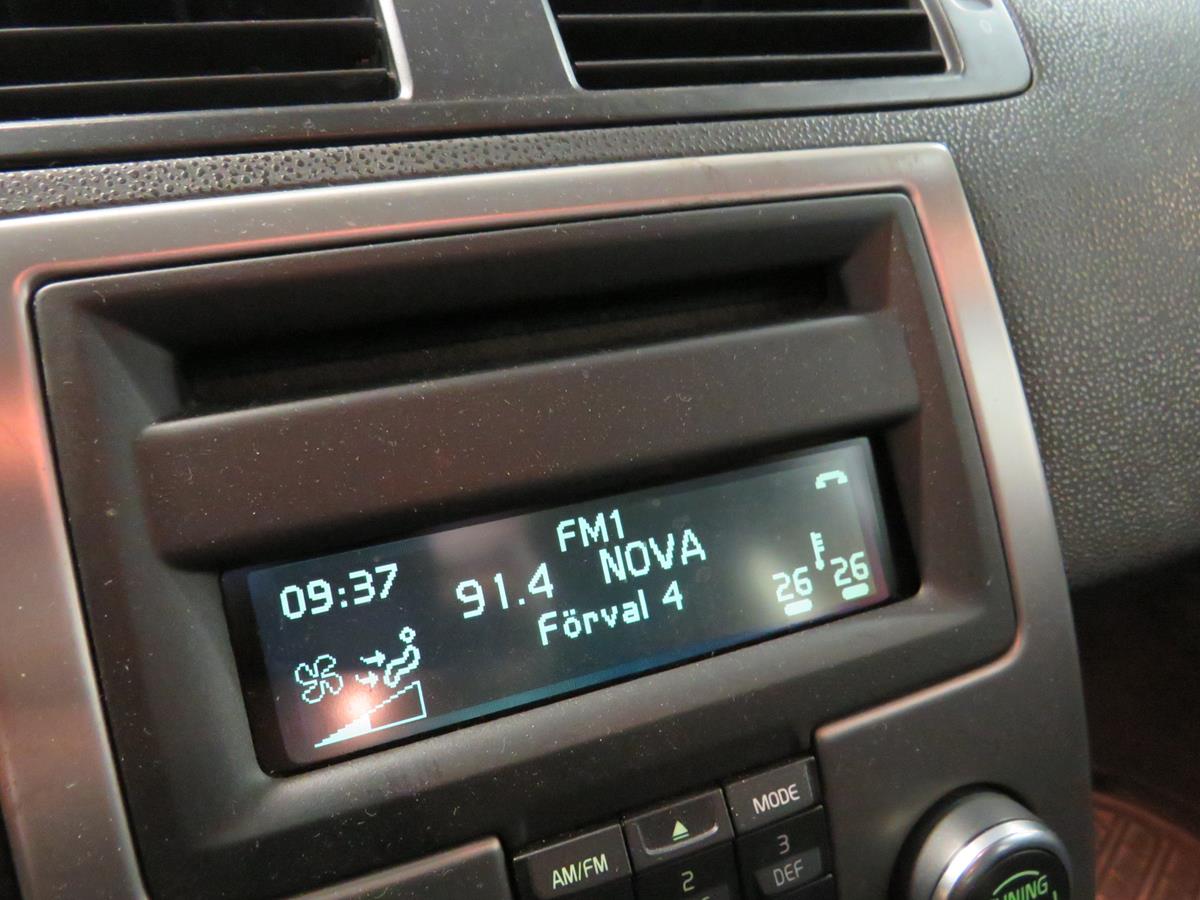 FM1
09:37
91.4 NOVA
Förval 4
26 26
MODE
AM/FM
2
3
DEF